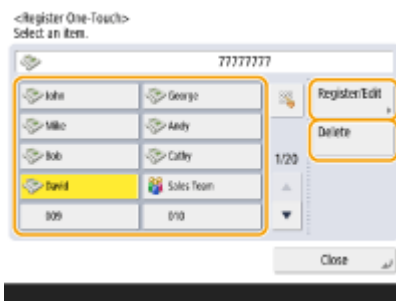 <Register One-Touch>
Select an item.
77777777
John George
Register/Edit
Mike Andy
Delete
Bob Cathy
1/20
David Sales Team
009 010
Close